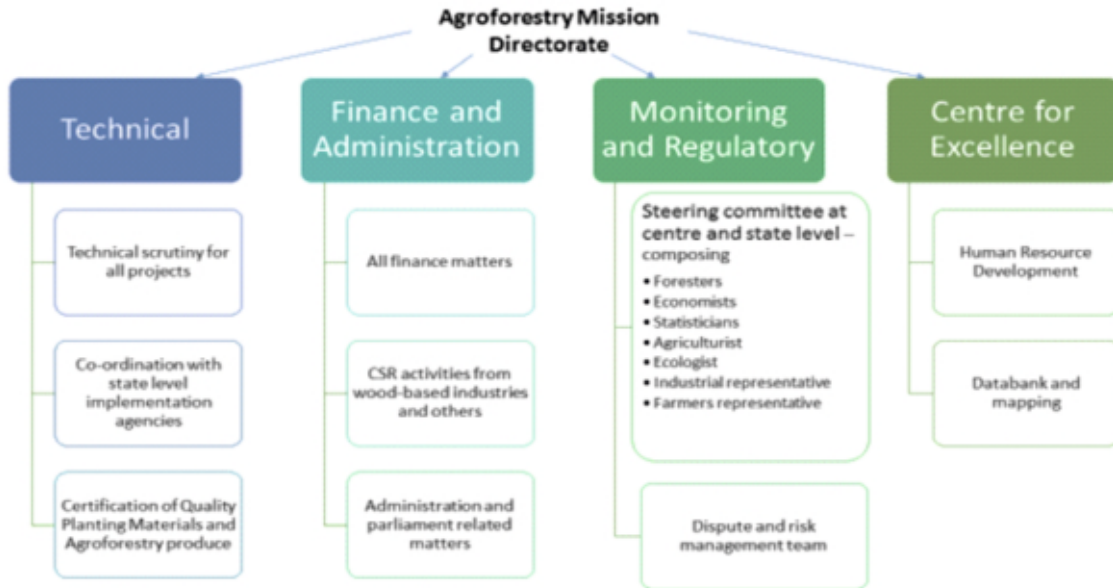 Agroforestry Mission
Directorate
Technical
Technical scrutiny for
all projects
Co-ordination with
state level
implementation
agencies
Certification of Quality
Planting Materials and
Agroforestry produce
Finance and
Administration
All finance matters
CSR activities from
wood-based industries
and others
Administration and
parliament related
matters
Monitoring
and Regulatory
Steering committee at
centre and state level –
composing
• Foresters
• Economists
• Statisticians
• Agriculturist
• Ecologist
• Industrial representative
• Farmers representative
Dispute and risk
management team
Centre for
Excellence
Human Resource
Development
Databank and
mapping